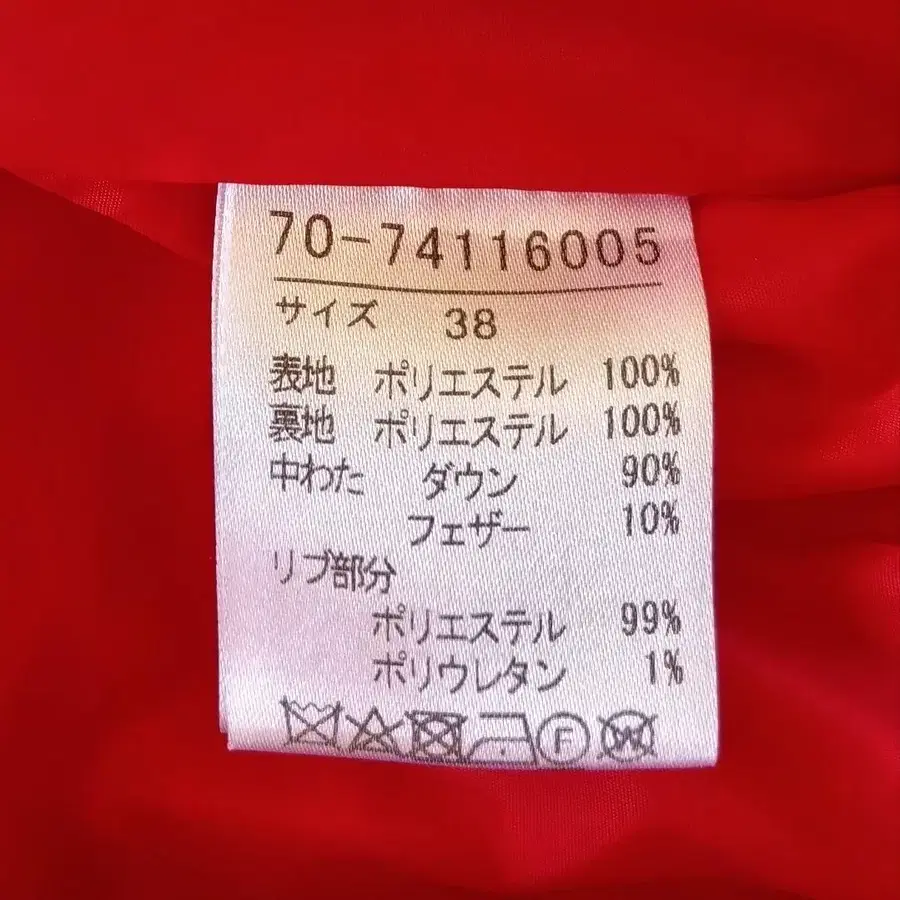 70-74116005
サイズ 38
表地 ポリエステル 100%
裏地 ポリエステル 100%
中わた ダウン 90%
フェザー 10%
リブ部分
ポリエステル 99%
ポリウレタン 1%
F W